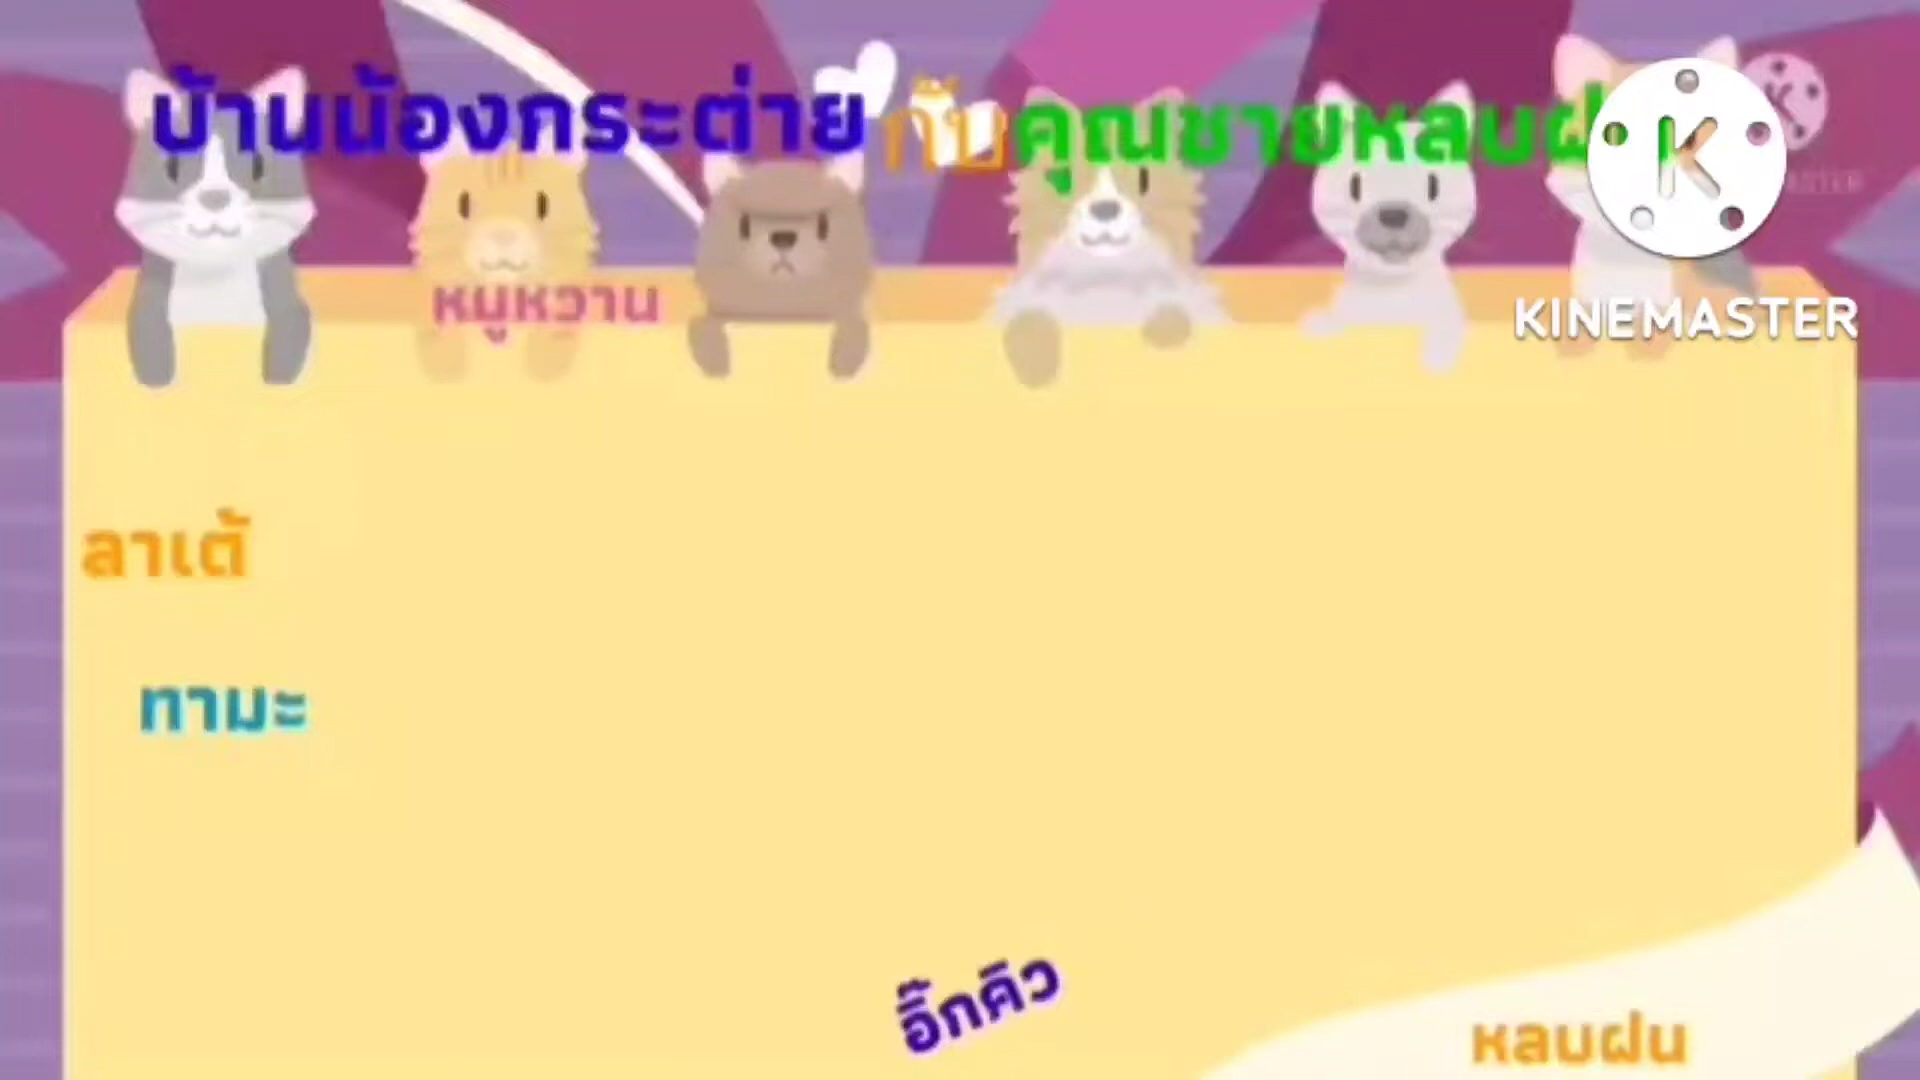 บ้านน้องกระต่าย กับ คุณชายหลบฝน
หมูหวาน
KINEMASTER
ลาเต้
ทามะ
อิ๊กคิว
หลบฝน